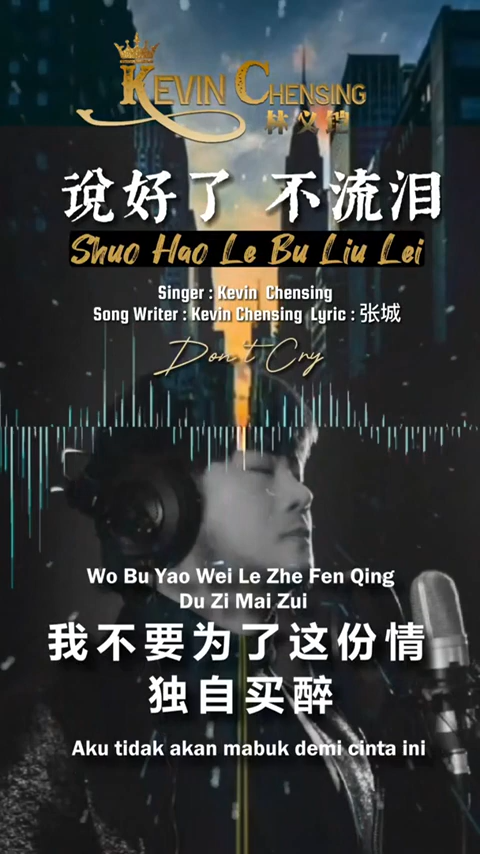 KEVIN CHENSING
林义铠
说好了 不流泪
Shuo Hao Le Bu Liu Lei
Singer : Kevin Chensing
Song Writer : Kevin Chensing Lyric : 张城
Don't Cry
Wo Bu Yao Wei Le Zhe Fen Qing
Du Zi Mai Zui
我不要为了这份情
独自买醉
Aku tidak akan mabuk demi cinta ini